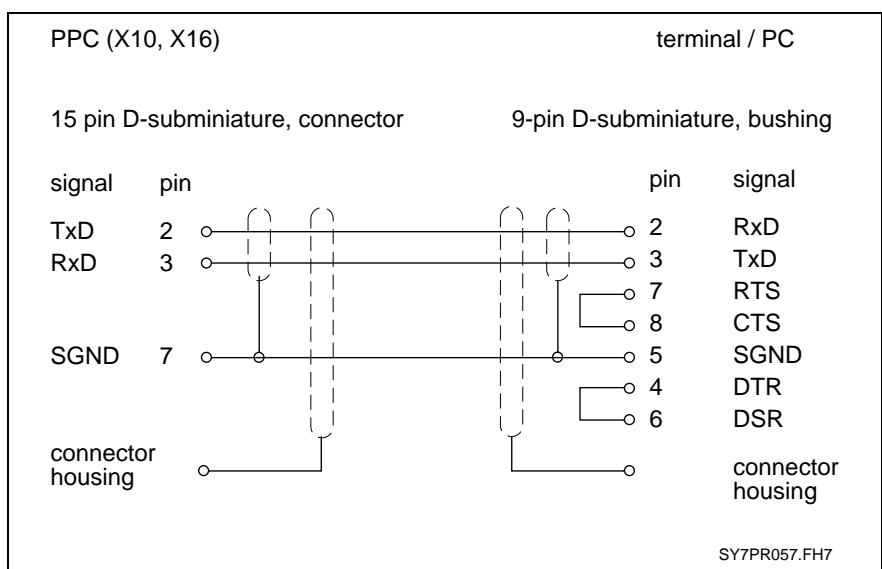 PPC (X10, X16) terminal / PC
15 pin D-subminiature, connector 9-pin D-subminiature, bushing
signal pin pin signal
TxD 2 2 RxD
RxD 3 3 TxD
7 RTS
8 CTS
SGND 7 5 SGND
4 DTR
6 DSR
connector
housing
connector
housing
SY7PR057.FH7